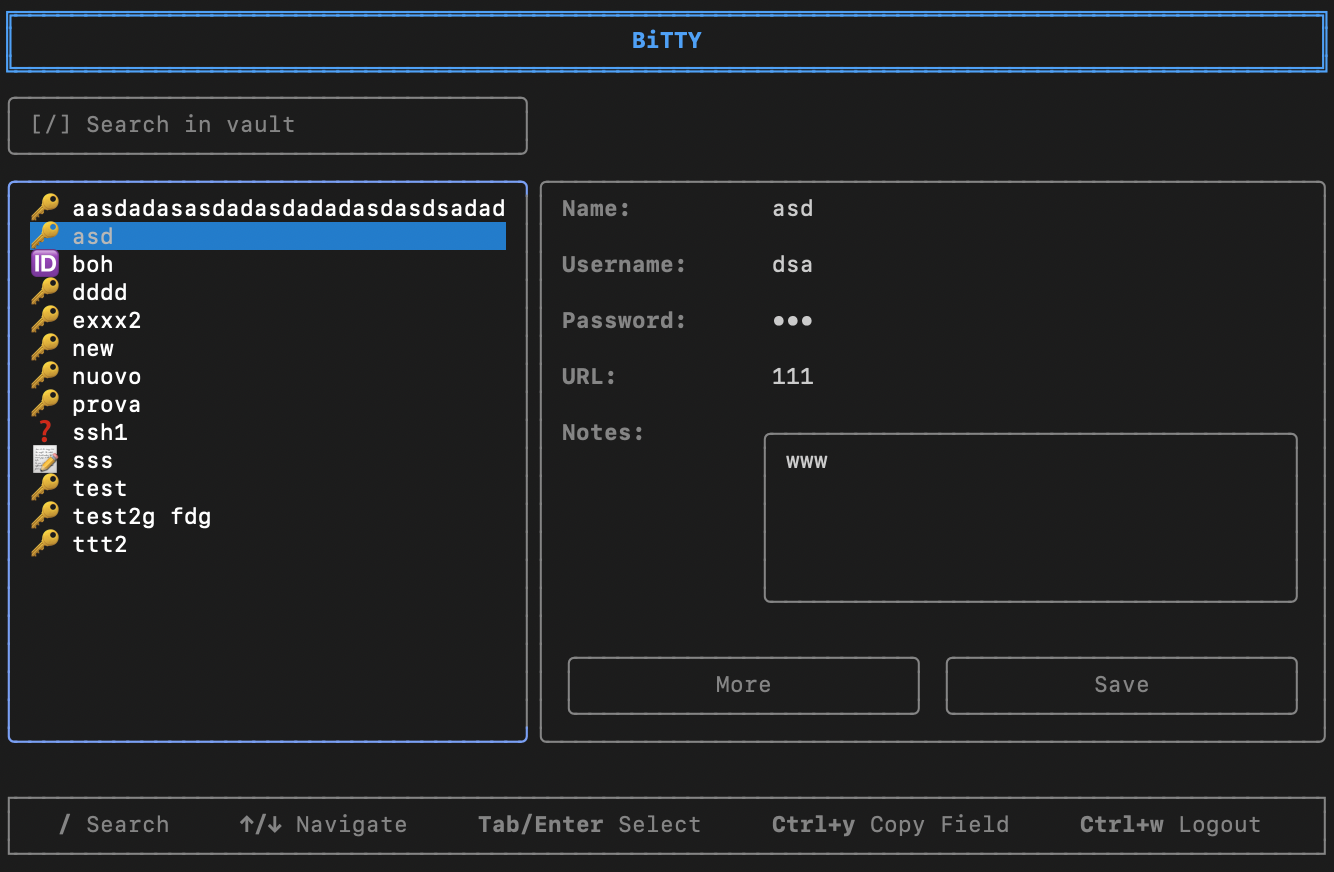 BiTTY
[/] Search in vault
🔑 aasdadasasdadasdadadasdasdsadad
🔑 asd
🆔 boh
🔑 dddd
🔑 exxx2
🔑 new
🔑 nuovo
🔑 prova
❓ ssh1
📝 sss
🔑 test
🔑 test2g fdg
🔑 ttt2
Name: asd
Username: dsa
Password: ●●●
URL: 111
Notes: www
More Save
/ Search ↑/↓ Navigate Tab/Enter Select Ctrl+y Copy Field Ctrl+w Logout